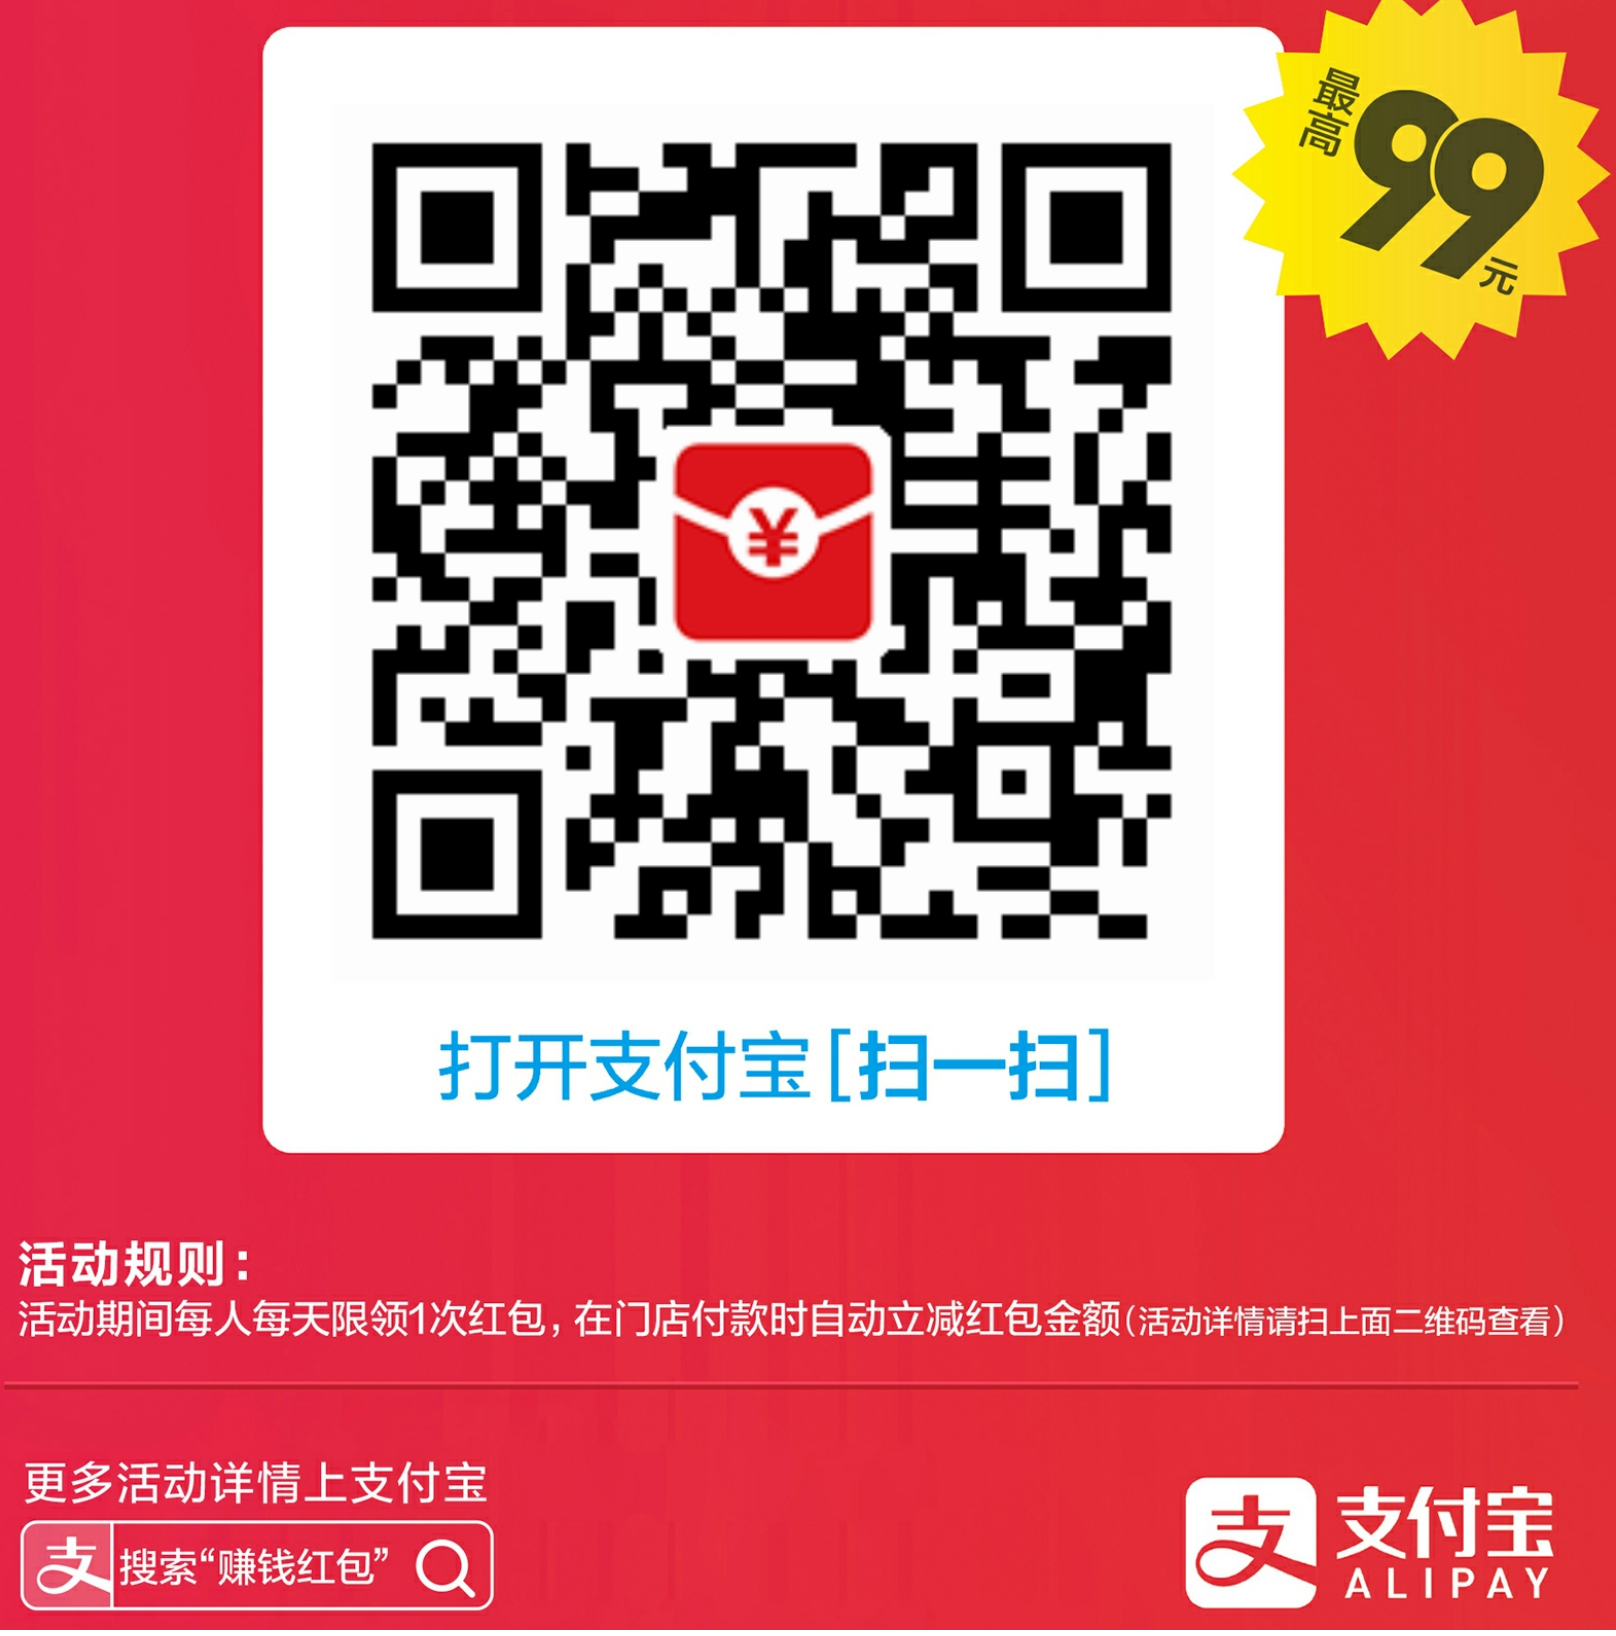 最高99元
¥
打开支付宝[扫一扫]
活动规则：
活动期间每人每天限领1次红包，在门店付款时自动立减红包金额（活动详情请扫上面二维码查看）
更多活动详情上支付宝
支 搜索“赚钱红包”
支 支付宝
ALIPAY